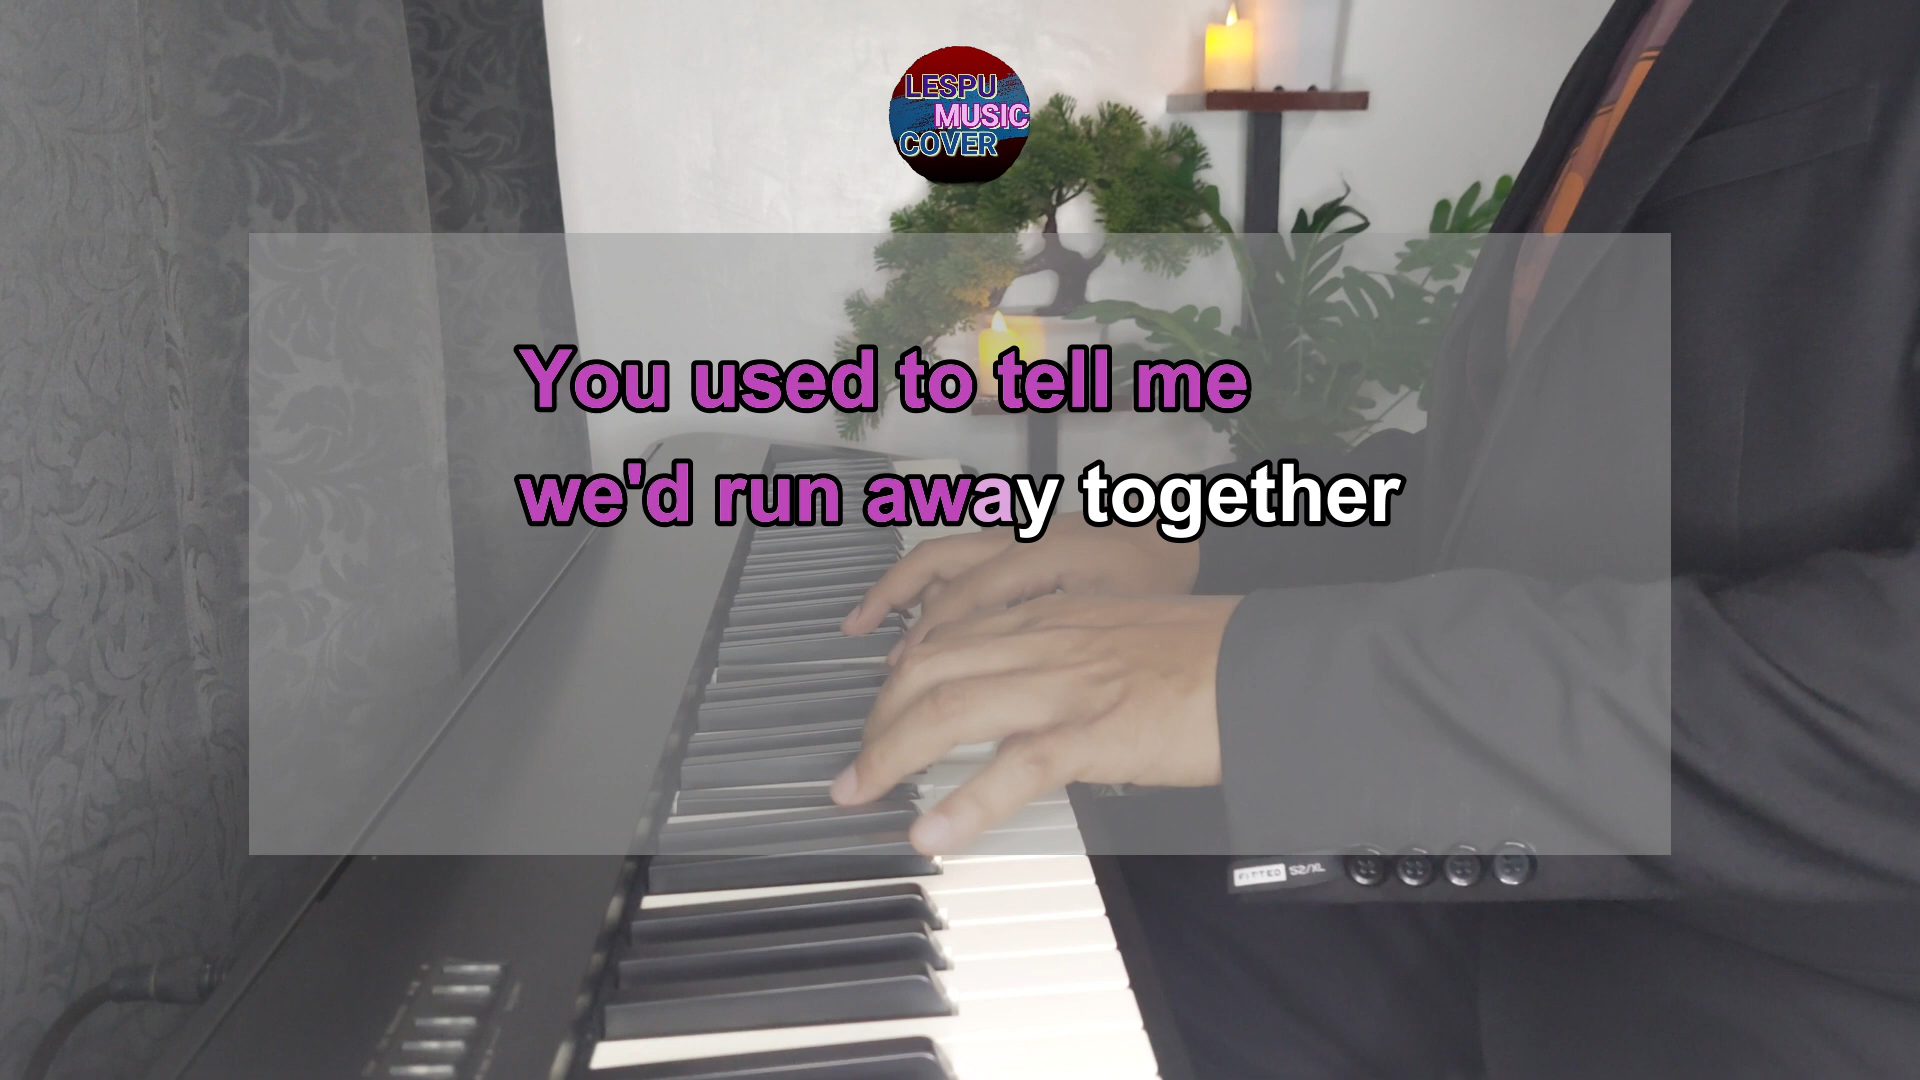 LESPU
MUSIC
COVER
You used to tell me
we'd run away together
FITTED S2/XL